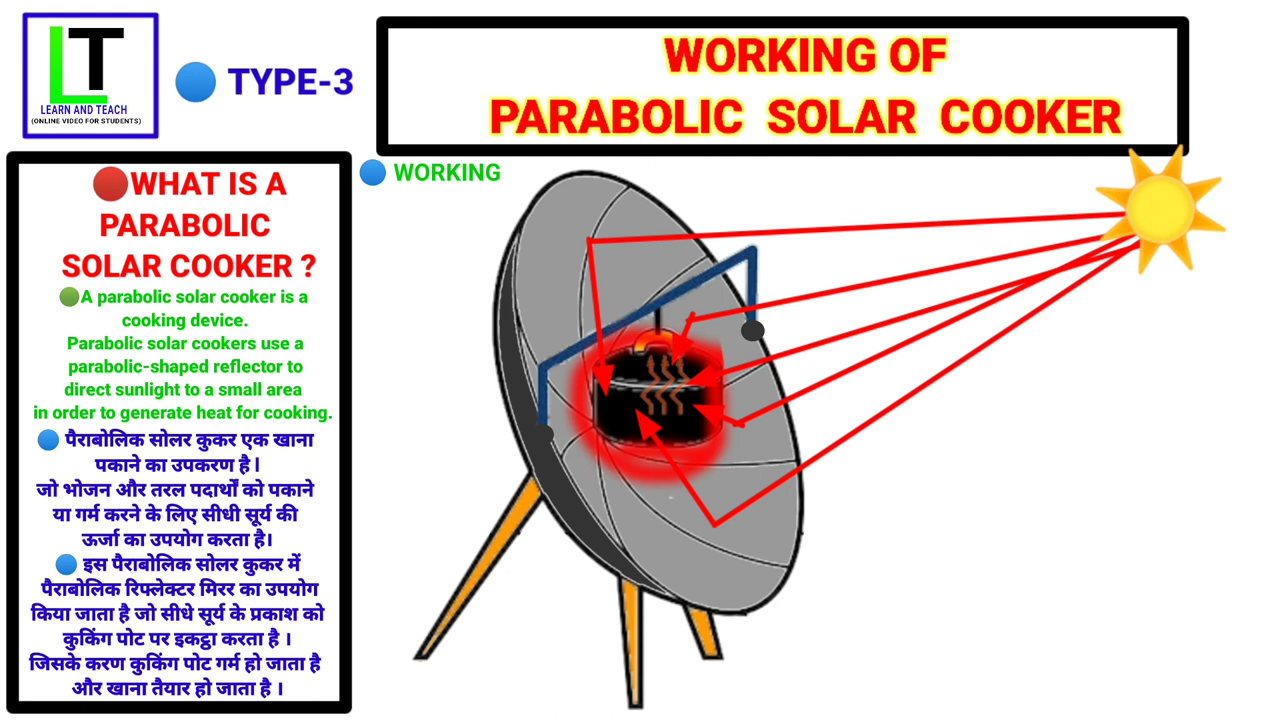 LT
LEARN AND TEACH
(ONLINE VIDEO FOR STUDENTS)
TYPE-3
WORKING OF
PARABOLIC SOLAR COOKER
WHAT IS A
PARABOLIC
SOLAR COOKER ?
A parabolic solar cooker is a
cooking device.
Parabolic solar cookers use a
parabolic-shaped reflector to
direct sunlight to a small area
in order to generate heat for cooking.
पैराबोलिक सोलर कुकर एक खाना
पकाने का उपकरण है।
जो भोजन और तरल पदार्थों को पकाने
या गर्म करने के लिए सीधी सूर्य की
ऊर्जा का उपयोग करता है।
इस पैराबोलिक सोलर कुकर में
पैराबोलिक रिफ्लेक्टर मिरर का उपयोग
किया जाता है जो सीधे सूर्य के प्रकाश को
कुकिंग पोट पर इकट्ठा करता है ।
जिसके करण कुकिंग पोट गर्म हो जाता है
और खाना तैयार हो जाता है ।
WORKING